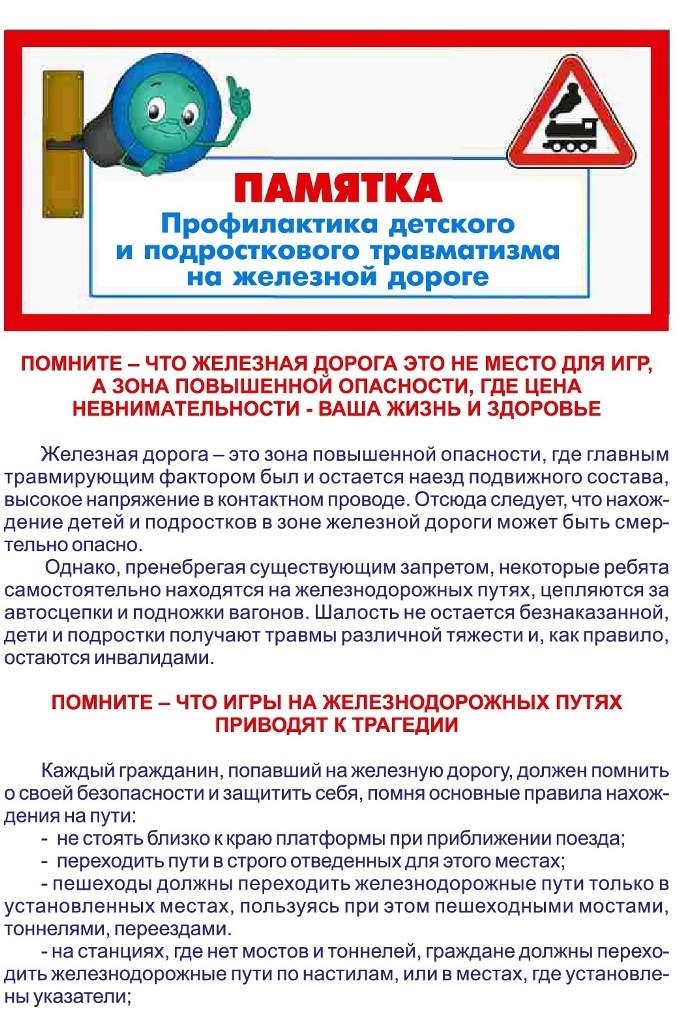 ПАМЯТКА
Профилактика детского
и подросткового травматизма
на железной дороге
ПОМНИТЕ – ЧТО ЖЕЛЕЗНАЯ ДОРОГА ЭТО НЕ МЕСТО ДЛЯ ИГР,
А ЗОНА ПОВЫШЕННОЙ ОПАСНОСТИ, ГДЕ ЦЕНА
НЕВНИМАТЕЛЬНОСТИ - ВАША ЖИЗНЬ И ЗДОРОВЬЕ
Железная дорога – это зона повышенной опасности, где главным
травмирующим фактором был и остается наезд подвижного состава,
высокое напряжение в контактном проводе. Отсюда следует, что нахож-
дение детей и подростков в зоне железной дороги может быть смер-
тельно опасно.
Однако, пренебрегая существующим запретом, некоторые ребята
самостоятельно находятся на железнодорожных путях, цепляются за
автосцепки и подножки вагонов. Шалость не остается безнаказанной,
дети и подростки получают травмы различной тяжести и, как правило,
остаются инвалидами.
ПОМНИТЕ – ЧТО ИГРЫ НА ЖЕЛЕЗНОДОРОЖНЫХ ПУТЯХ
ПРИВОДЯТ К ТРАГЕДИИ
Каждый гражданин, попавший на железную дорогу, должен помнить
о своей безопасности и защитить себя, помня основные правила нахож-
дения на пути:
- не стоять близко к краю платформы при приближении поезда;
- переходить пути в строго отведенных для этого местах;
- пешеходы должны переходить железнодорожные пути только в
установленных местах, пользуясь при этом пешеходными мостами,
тоннелями, переездами.
- на станциях, где нет мостов и тоннелей, граждане должны перехо-
дить железнодорожные пути по настилам, или в местах, где установле-
ны указатели;